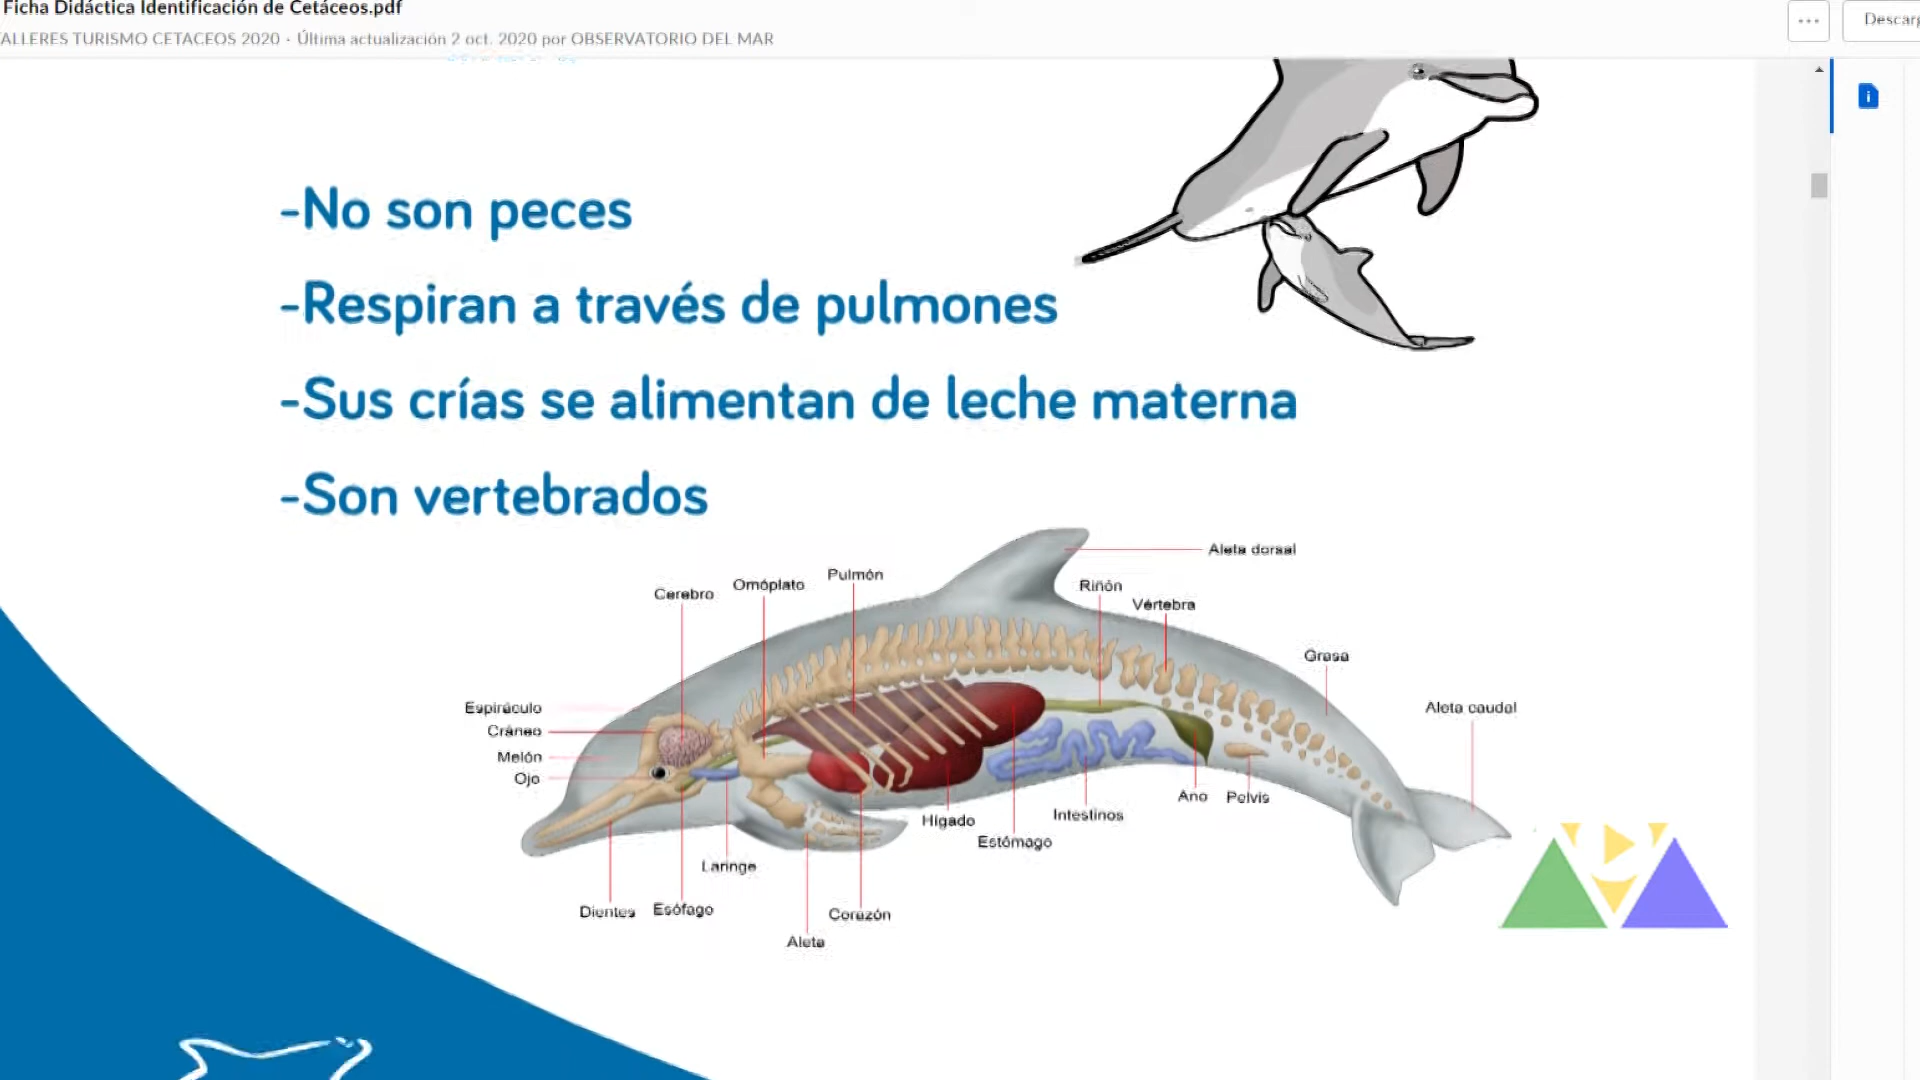 Ficha Didáctica Identificación de Cetáceos.pdf
ALLERES TURISMO CETACEOS 2020 · Última actualización 2 oct. 2020 por OBSERVATORIO DEL MAR
Descarg
-No son peces
-Respiran a través de pulmones
-Sus crías se alimentan de leche materna
-Son vertebrados
Aleta dorsal
Pulmón
Omóplato
Cerebro
Riñón
Vértebra
Grasa
Aleta caudal
Espiráculo
Cráneo
Melón
Ojo
Ano
Pelvis
Intestinos
Hígado
Estómago
Laringe
Dientes
Esófago
Corazón
Aleta